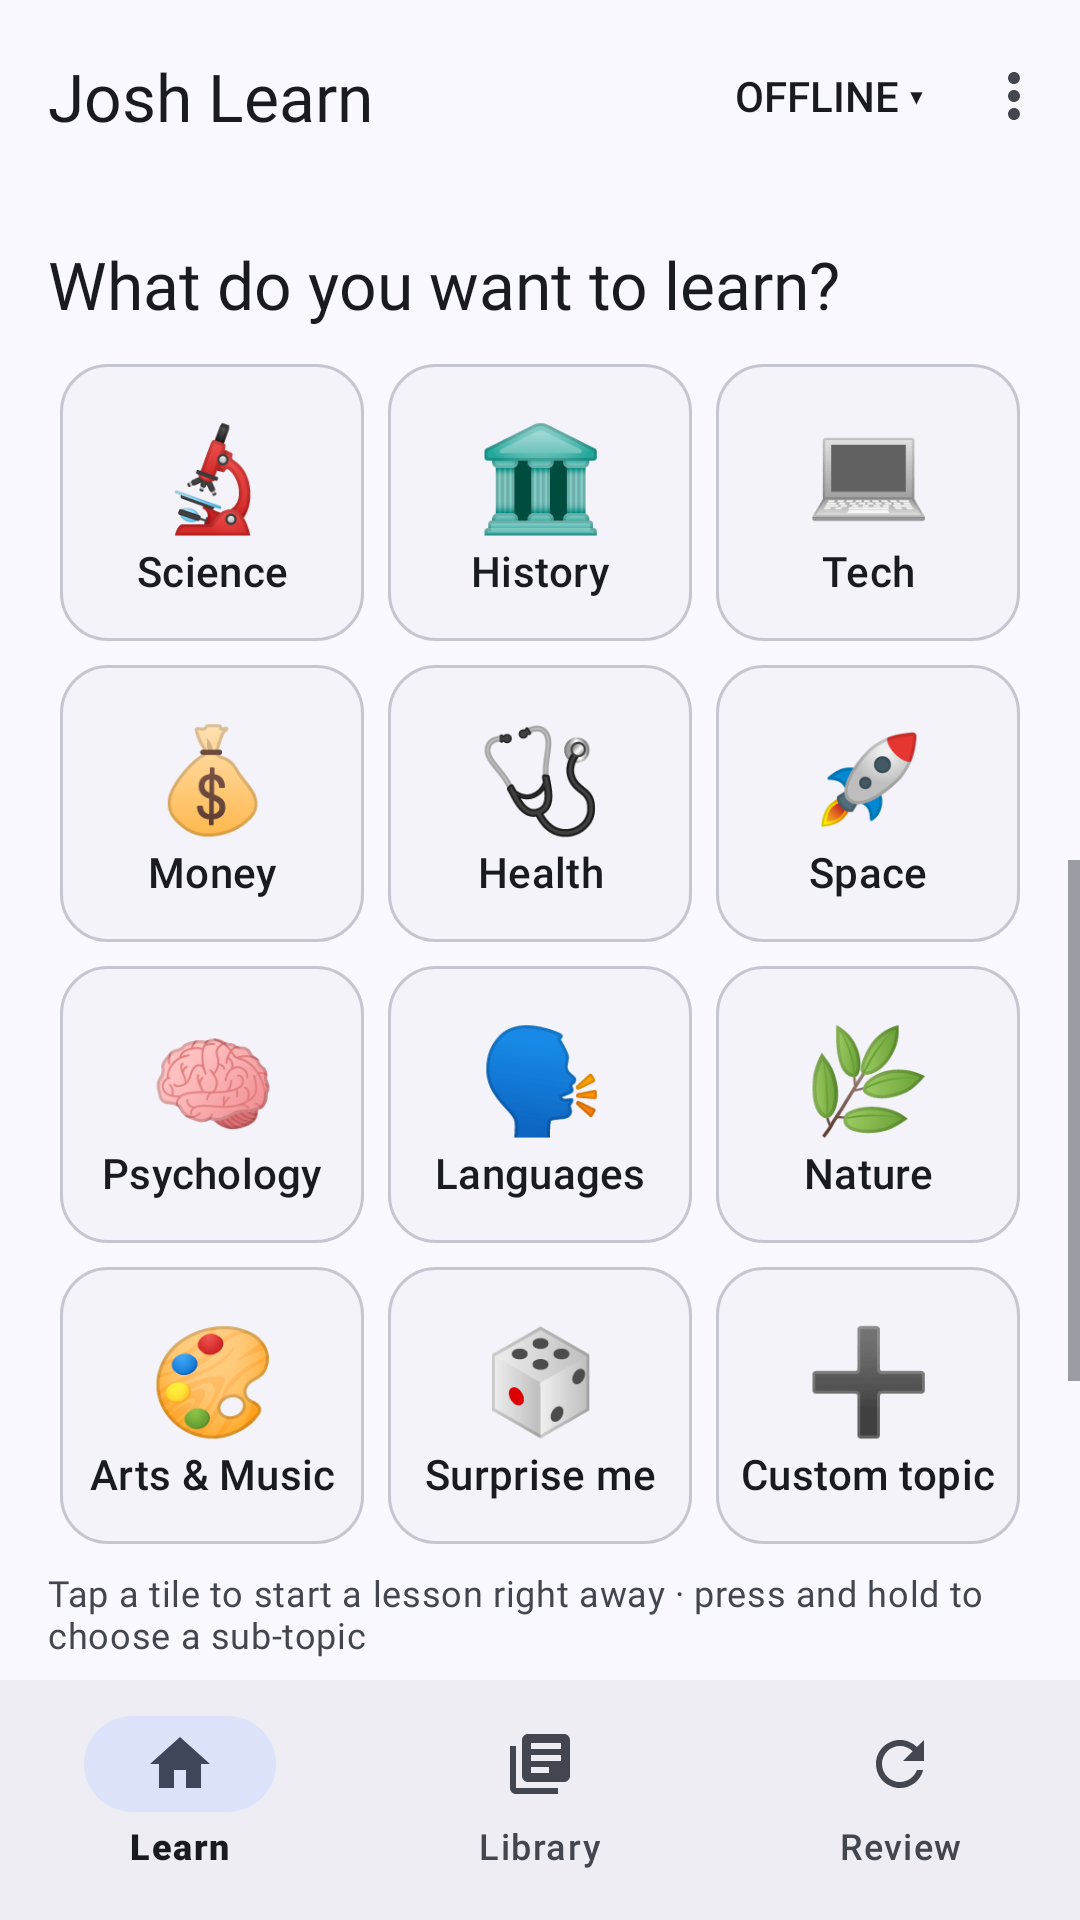 Josh Learn
OFFLINE ▾
What do you want to learn?
Science
History
Tech
Money
Health
Space
Psychology
Languages
Nature
Arts & Music
Surprise me
Custom topic
Tap a tile to start a lesson right away · press and hold to
choose a sub-topic
Learn
Library
Review